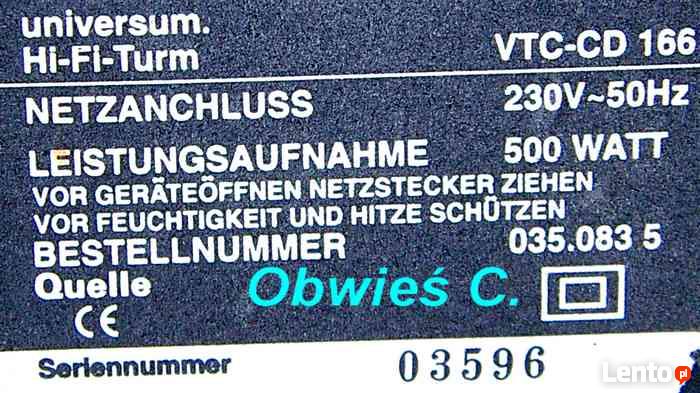 universum.
Hi-Fi-Turm VTC-CD 166
NETZANCHLUSS 230V~50Hz
LEISTUNGSAUFNAHME 500 WATT
VOR GERÄTEÖFFNEN NETZSTECKER ZIEHEN
VOR FEUCHTIGKEIT UND HITZE SCHÜTZEN
BESTELLNUMMER 035.083 5
Quelle Obwieś C.
CE
Seriennummer 03596
Lento.pl